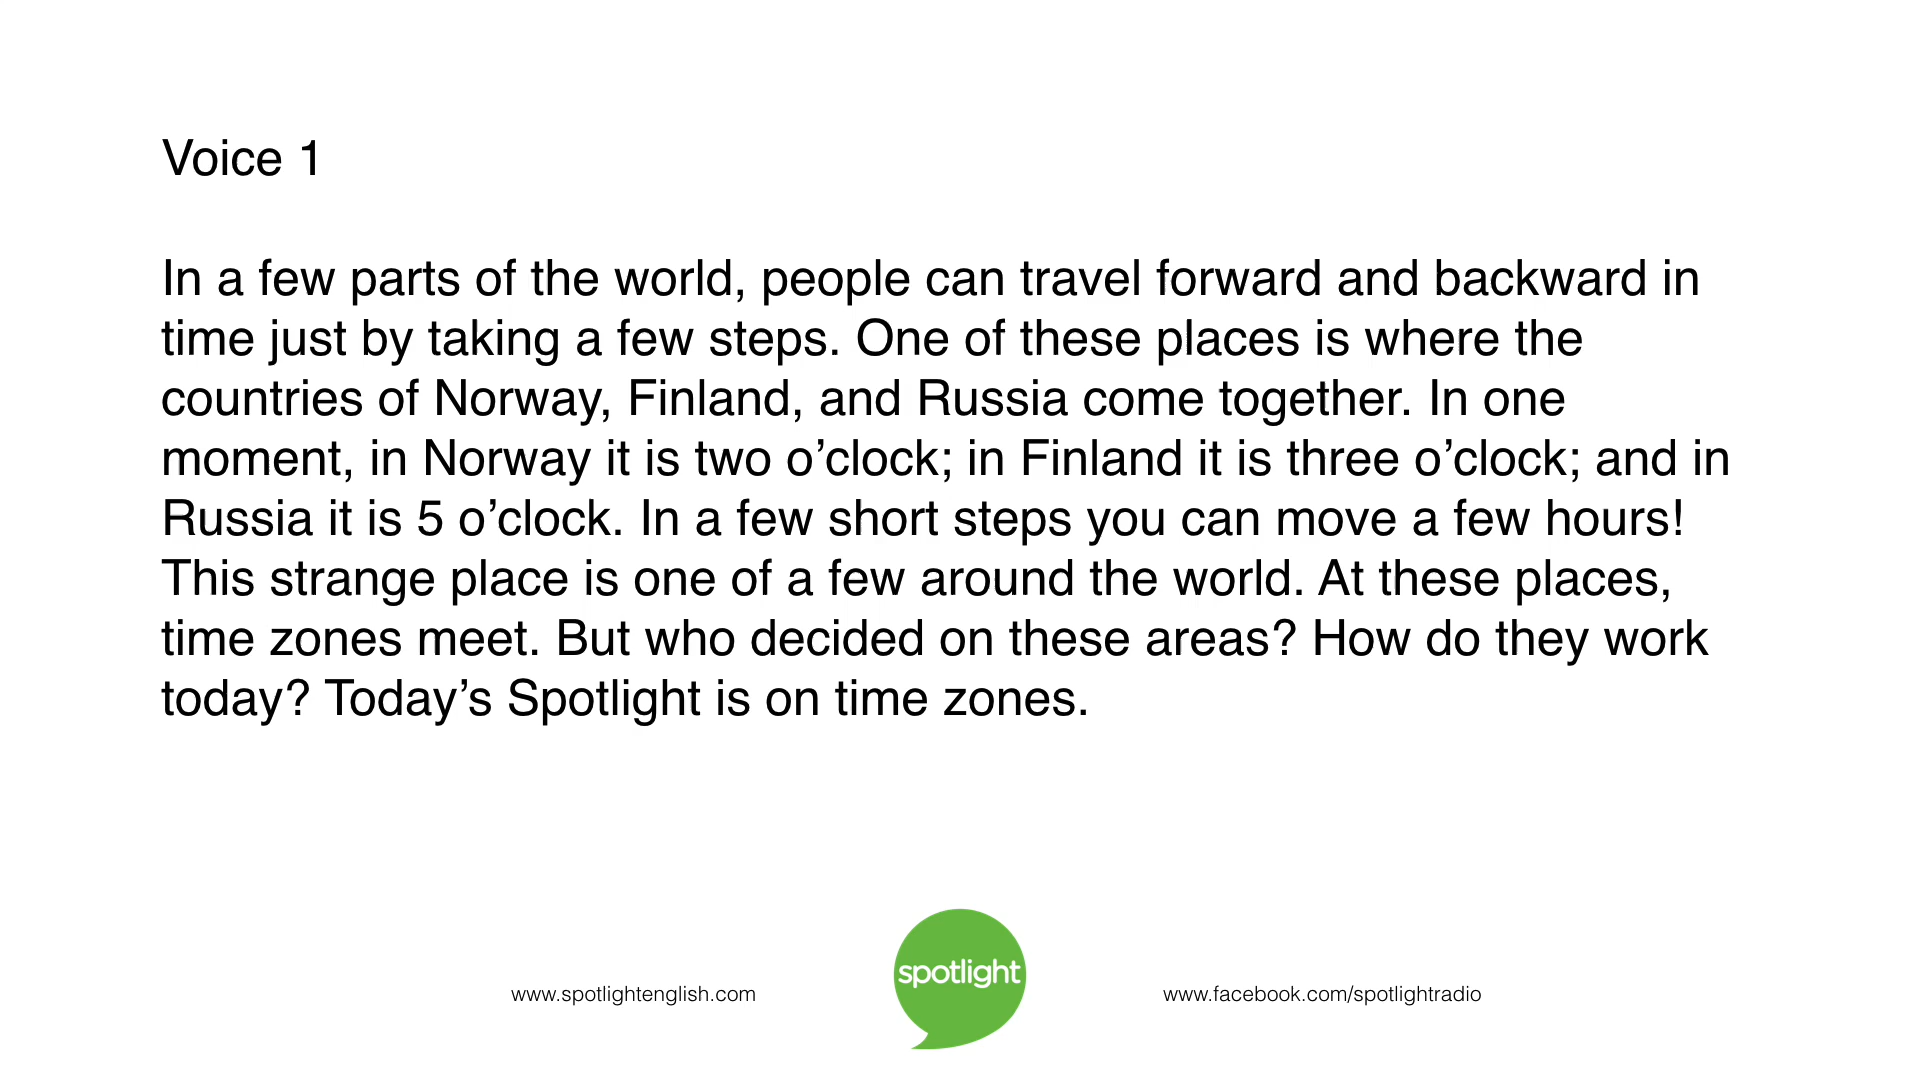 Voice 1
In a few parts of the world, people can travel forward and backward in
time just by taking a few steps. One of these places is where the
countries of Norway, Finland, and Russia come together. In one
moment, in Norway it is two o’clock; in Finland it is three o’clock; and in
Russia it is 5 o’clock. In a few short steps you can move a few hours!
This strange place is one of a few around the world. At these places,
time zones meet. But who decided on these areas? How do they work
today? Today’s Spotlight is on time zones.
spotlight
www.spotlightenglish.com
www.facebook.com/spotlightradio